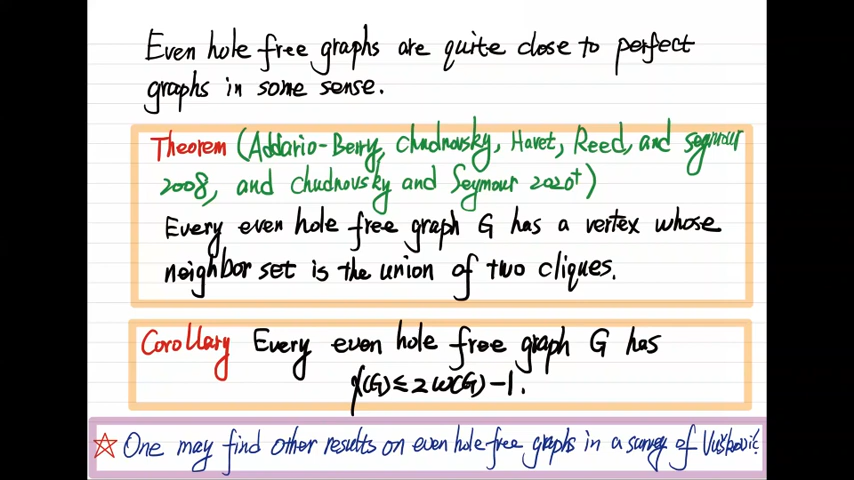 Even hole free graphs are quite close to perfect
graphs in some sense.
Theorem (Addario-Berry, Chudnovsky, Havet, Reed, and Seymour
2008, and Chudnovsky and Seymour 2020+)
Every even hole free graph G has a vertex whose
neighbor set is the union of two cliques.
Corollary Every even hole free graph G has
χ(G) ≤ 2ω(G) - 1.
☆ One may find other results on even hole free graphs in a survey of Vušković.